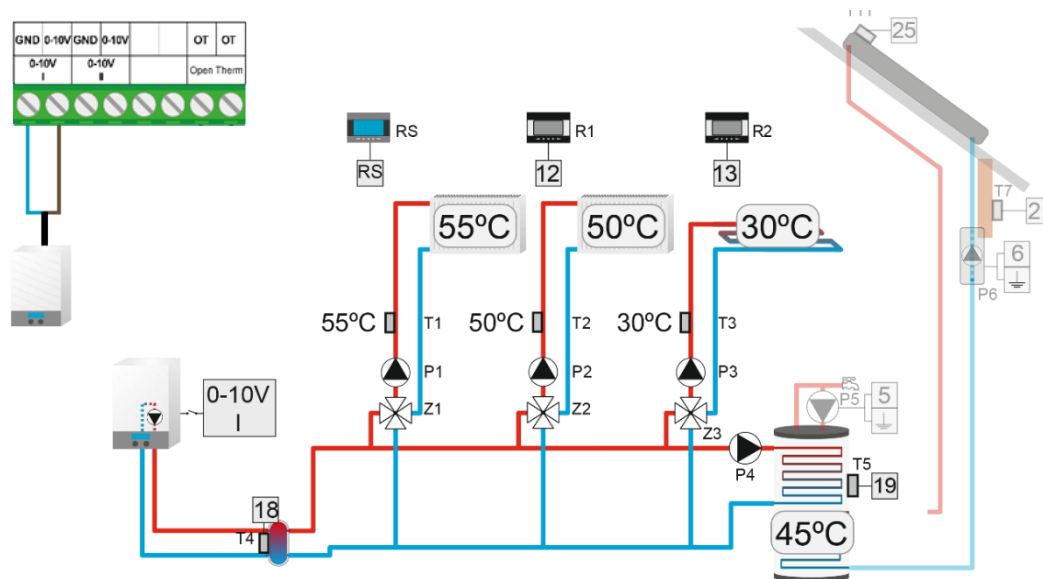 GND 0-10V GND 0-10V OT OT
0-10V I 0-10V II Open Therm
25
RS R1 R2
RS 12 13
T7
2
55ºC 50ºC 30ºC
6
P6
55ºC T1 50ºC T2 30ºC T3
P1 P2 P3
P5
5
0-10V
I
Z1 Z2 Z3
P4
T5
19
18
T4
45ºC